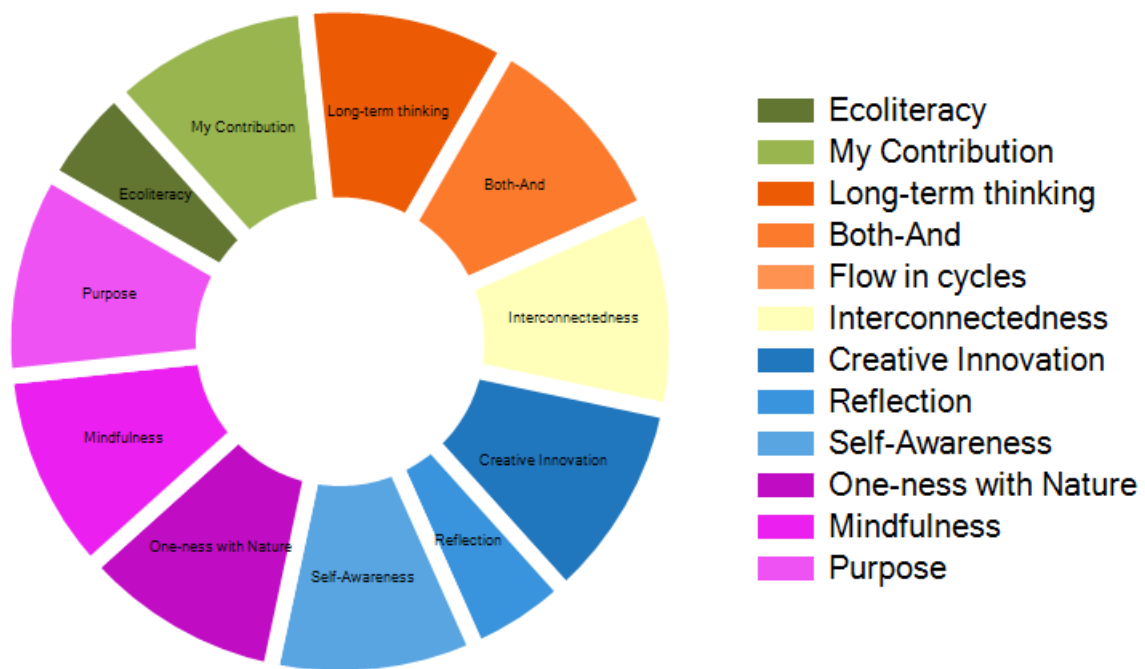 My Contribution
Long-term thinking
Both-And
Ecoliteracy
Purpose
Interconnectedness
Mindfulness
Creative Innovation
One-ness with Nature
Reflection
Self-Awareness
Ecoliteracy
My Contribution
Long-term thinking
Both-And
Flow in cycles
Interconnectedness
Creative Innovation
Reflection
Self-Awareness
One-ness with Nature
Mindfulness
Purpose